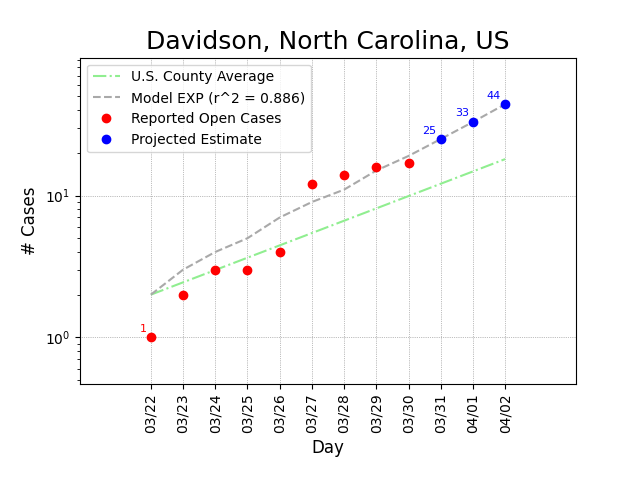 Davidson, North Carolina, US
U.S. County Average
Model EXP (r^2 = 0.886)
Reported Open Cases
Projected Estimate
44
33
25
10^1
1
10^0
# Cases
03/22
03/23
03/24
03/25
03/26
03/27
03/28
03/29
03/30
03/31
04/01
04/02
Day